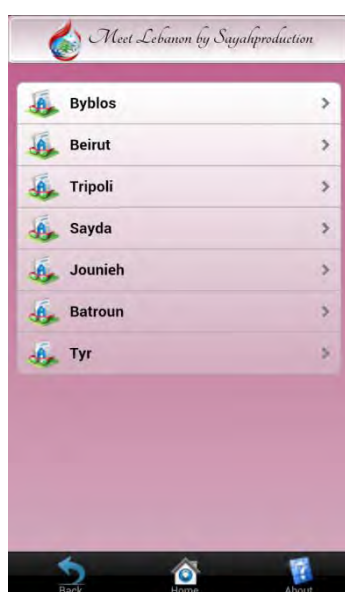 Meet Lebanon by Sayahproduction
Byblos
Beirut
Tripoli
Sayda
Jounieh
Batroun
Tyr
Back Home About